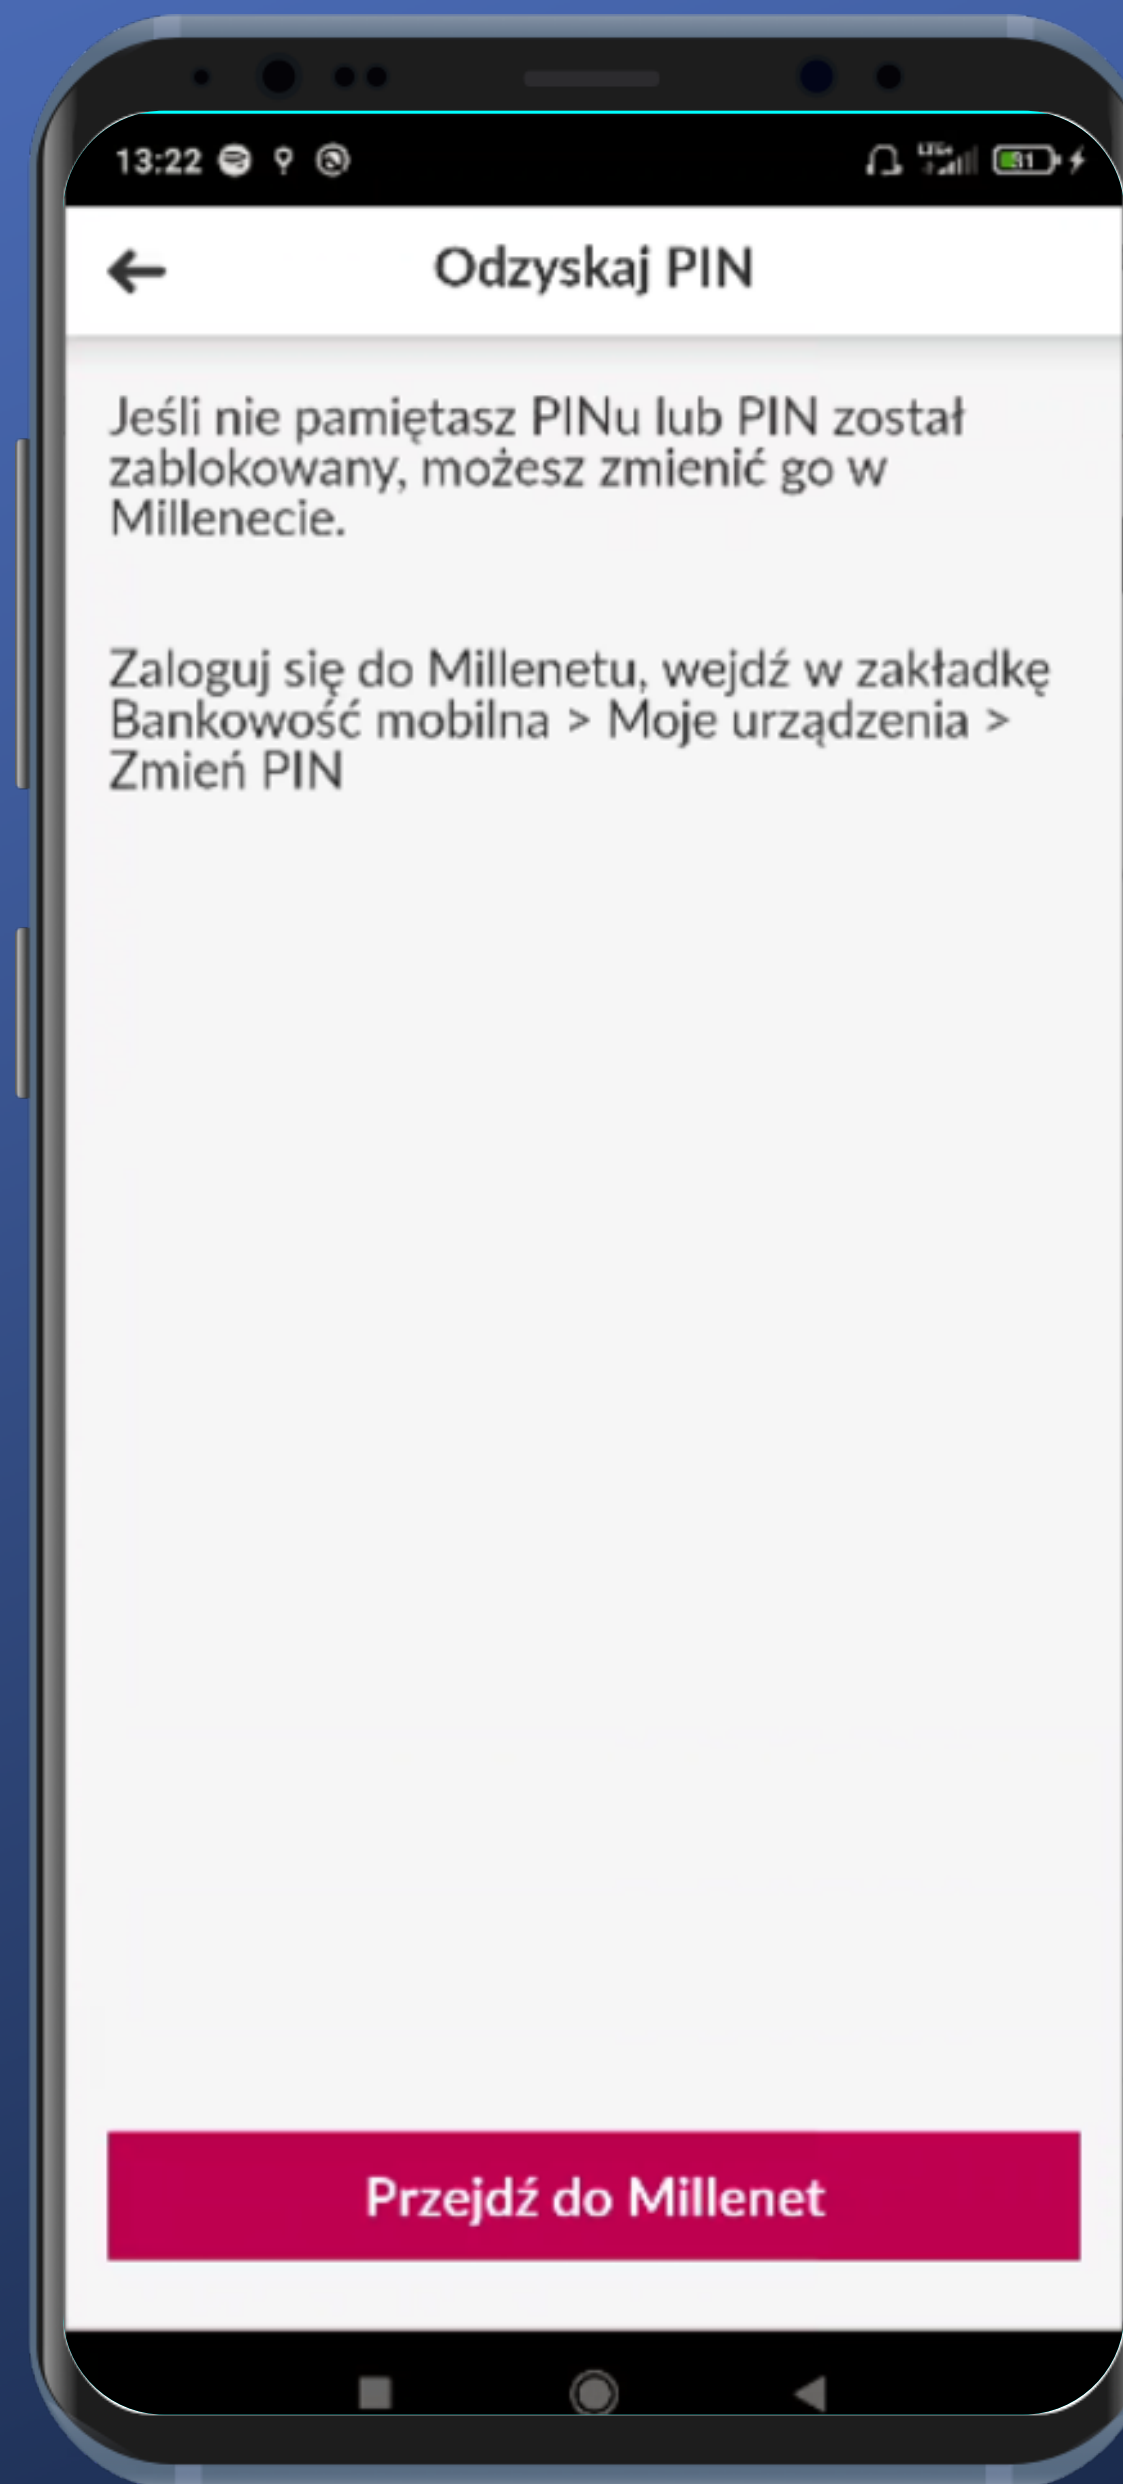 13:22
Odzyskaj PIN
Jeśli nie pamiętasz PINu lub PIN został
zablokowany, możesz zmienić go w
Millenecie.
Zaloguj się do Millenetu, wejdź w zakładkę
Bankowość mobilna > Moje urządzenia >
Zmień PIN
Przejdź do Millenet